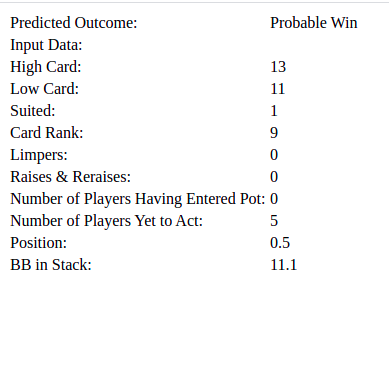 Predicted Outcome: Probable Win
Input Data:
High Card: 13
Low Card: 11
Suited: 1
Card Rank: 9
Limpers: 0
Raises & Reraises: 0
Number of Players Having Entered Pot: 0
Number of Players Yet to Act: 5
Position: 0.5
BB in Stack: 11.1